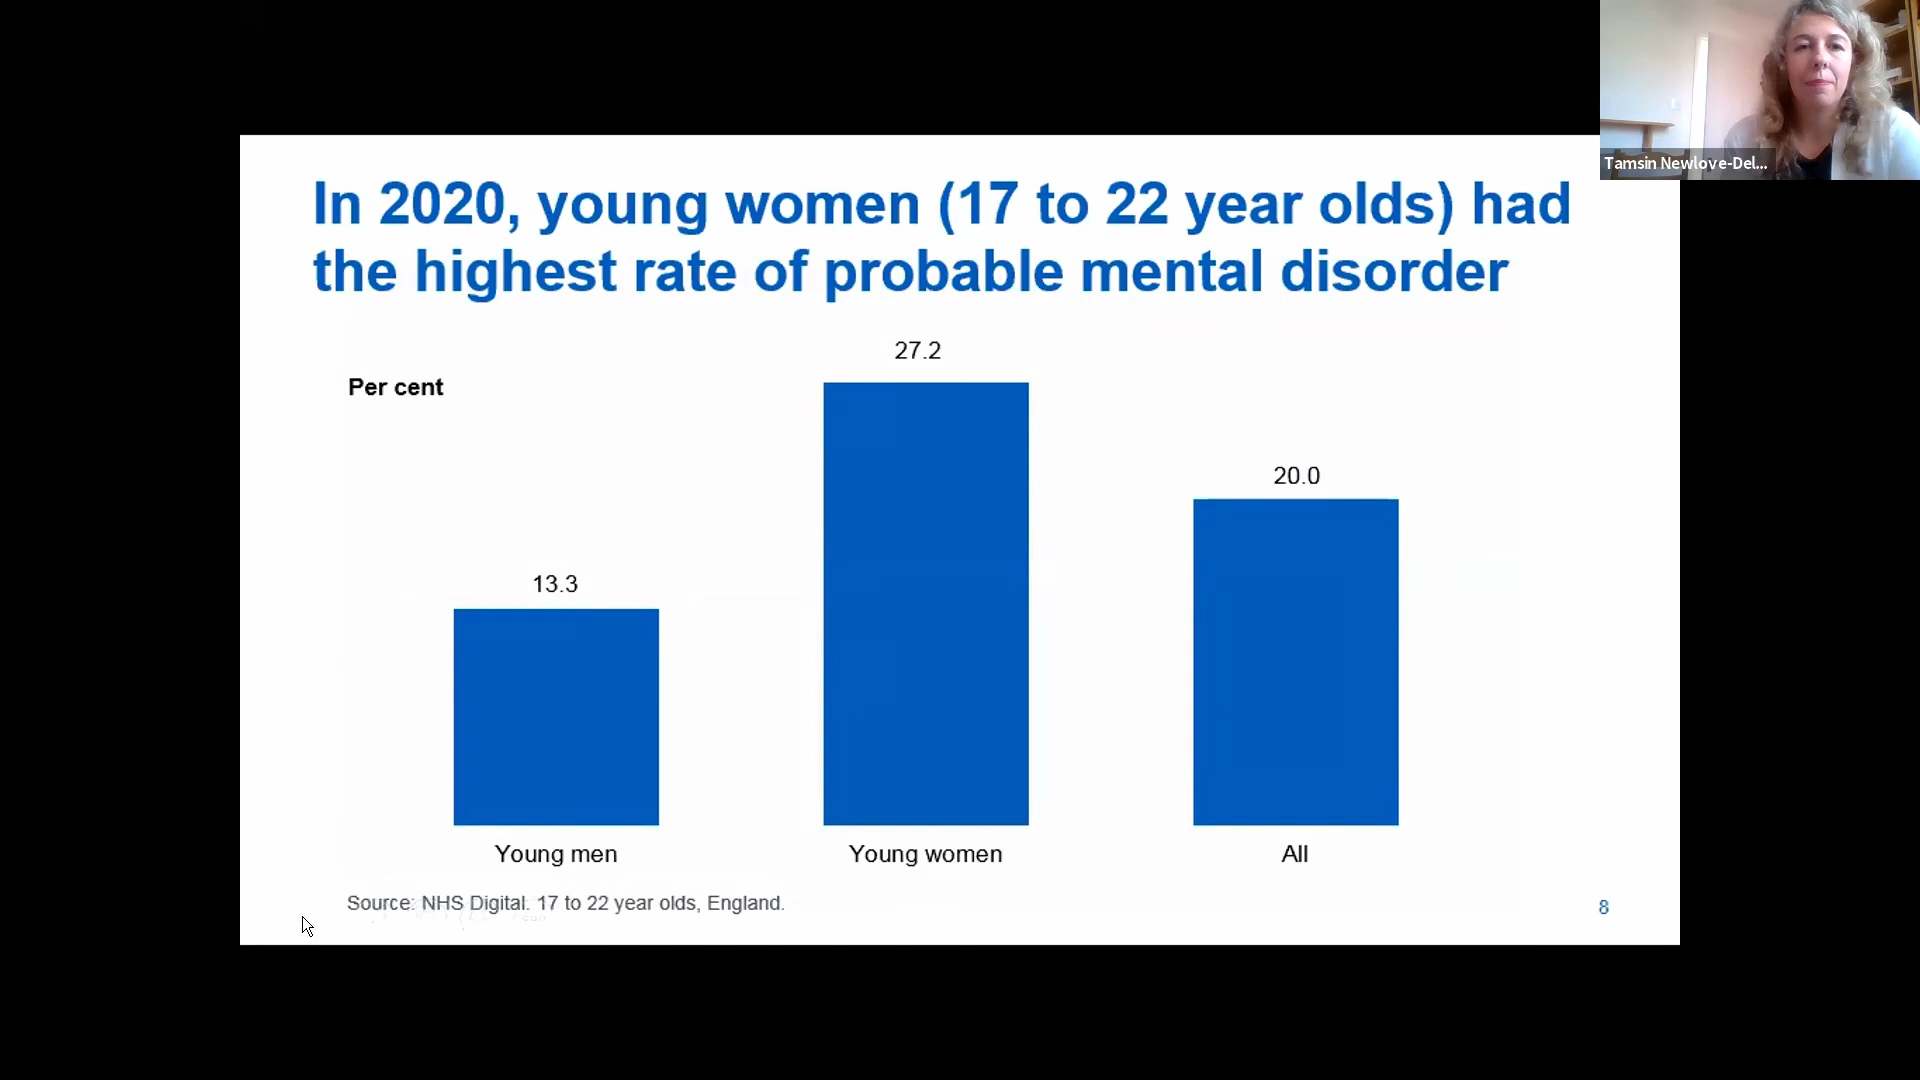 Tamsin Newlove-Del...
In 2020, young women (17 to 22 year olds) had
the highest rate of probable mental disorder
27.2
Per cent
20.0
13.3
Young men
Young women
All
Source: NHS Digital. 17 to 22 year olds, England.
8